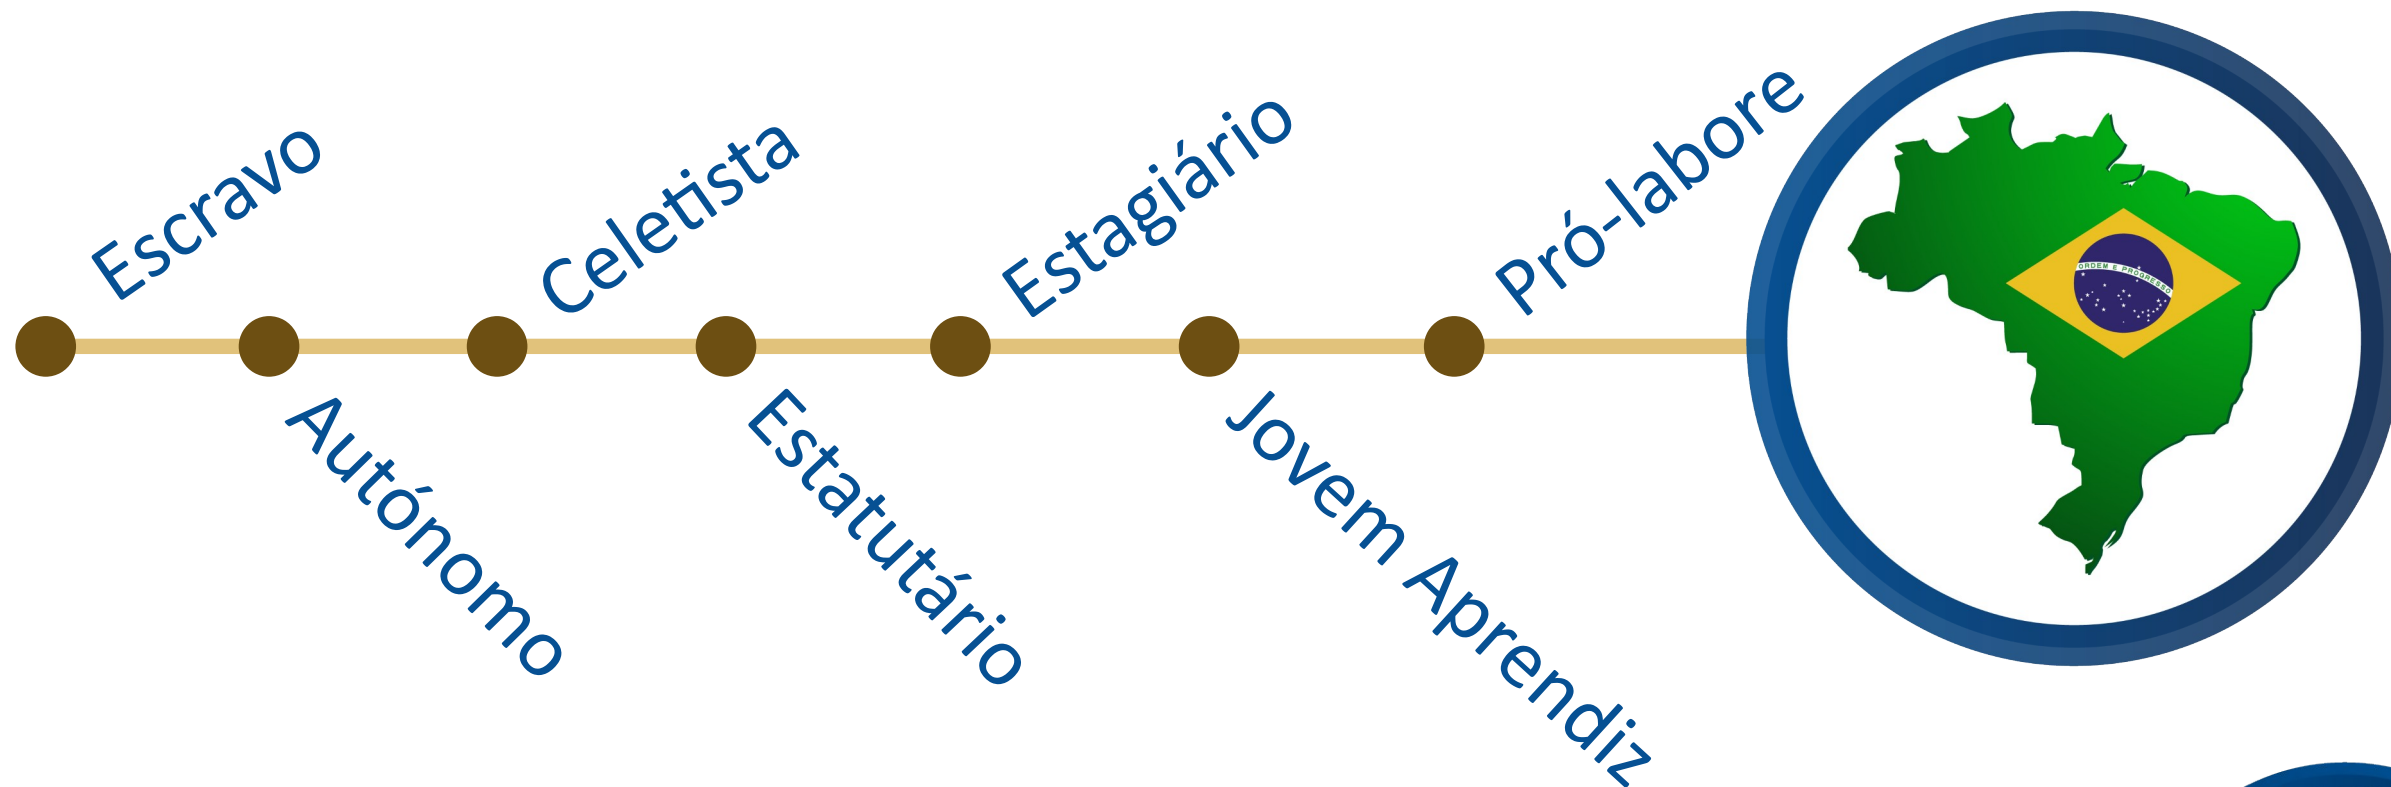 Escravo
Autónomo
Celetista
Estatutário
Estagiário
Jovem Aprendiz
Pró-labore
ORDEM E PROGRESSO